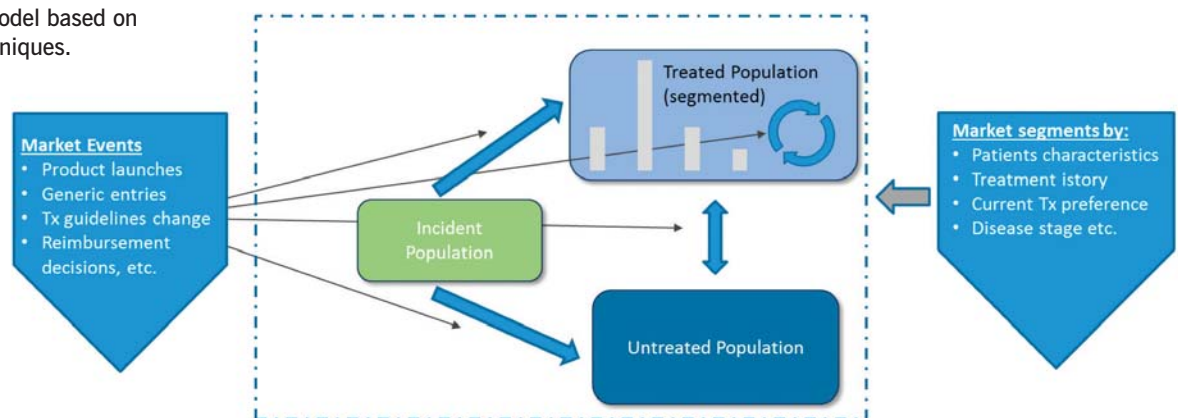 odel based on
niques.
Market Events
• Product launches
• Generic entries
• Tx guidelines change
• Reimbursement
decisions, etc.
Incident
Population
Treated Population
(segmented)
Untreated Population
Market segments by:
• Patients characteristics
• Treatment istory
• Current Tx preference
• Disease stage etc.